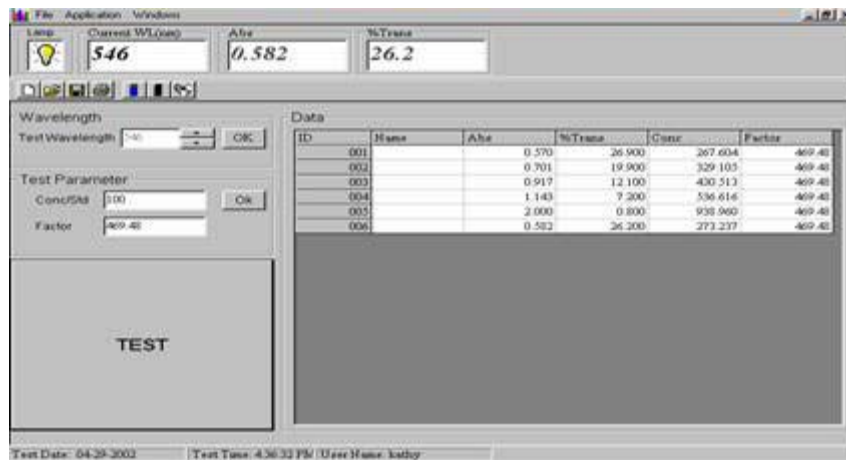 File Application Windows
Lamp Current WL(nm) Abs %Trans
546 0.582 26.2
Wavelength
Test Wavelength 546 OK
Test Parameter
Conc/Std 100 Ok
Factor 469.48
TEST
Data
ID Name Abs %Trans Conc Factor
001 0.570 26.900 267.604 469.48
002 0.701 19.900 329.105 469.48
003 0.917 12.100 430.513 469.48
004 1.143 7.200 536.616 469.48
005 2.000 0.800 938.960 469.48
006 0.582 26.200 273.237 469.48
Test Date: 04-29-2002 Test Time: 4:36:32 PM User Name: kathy